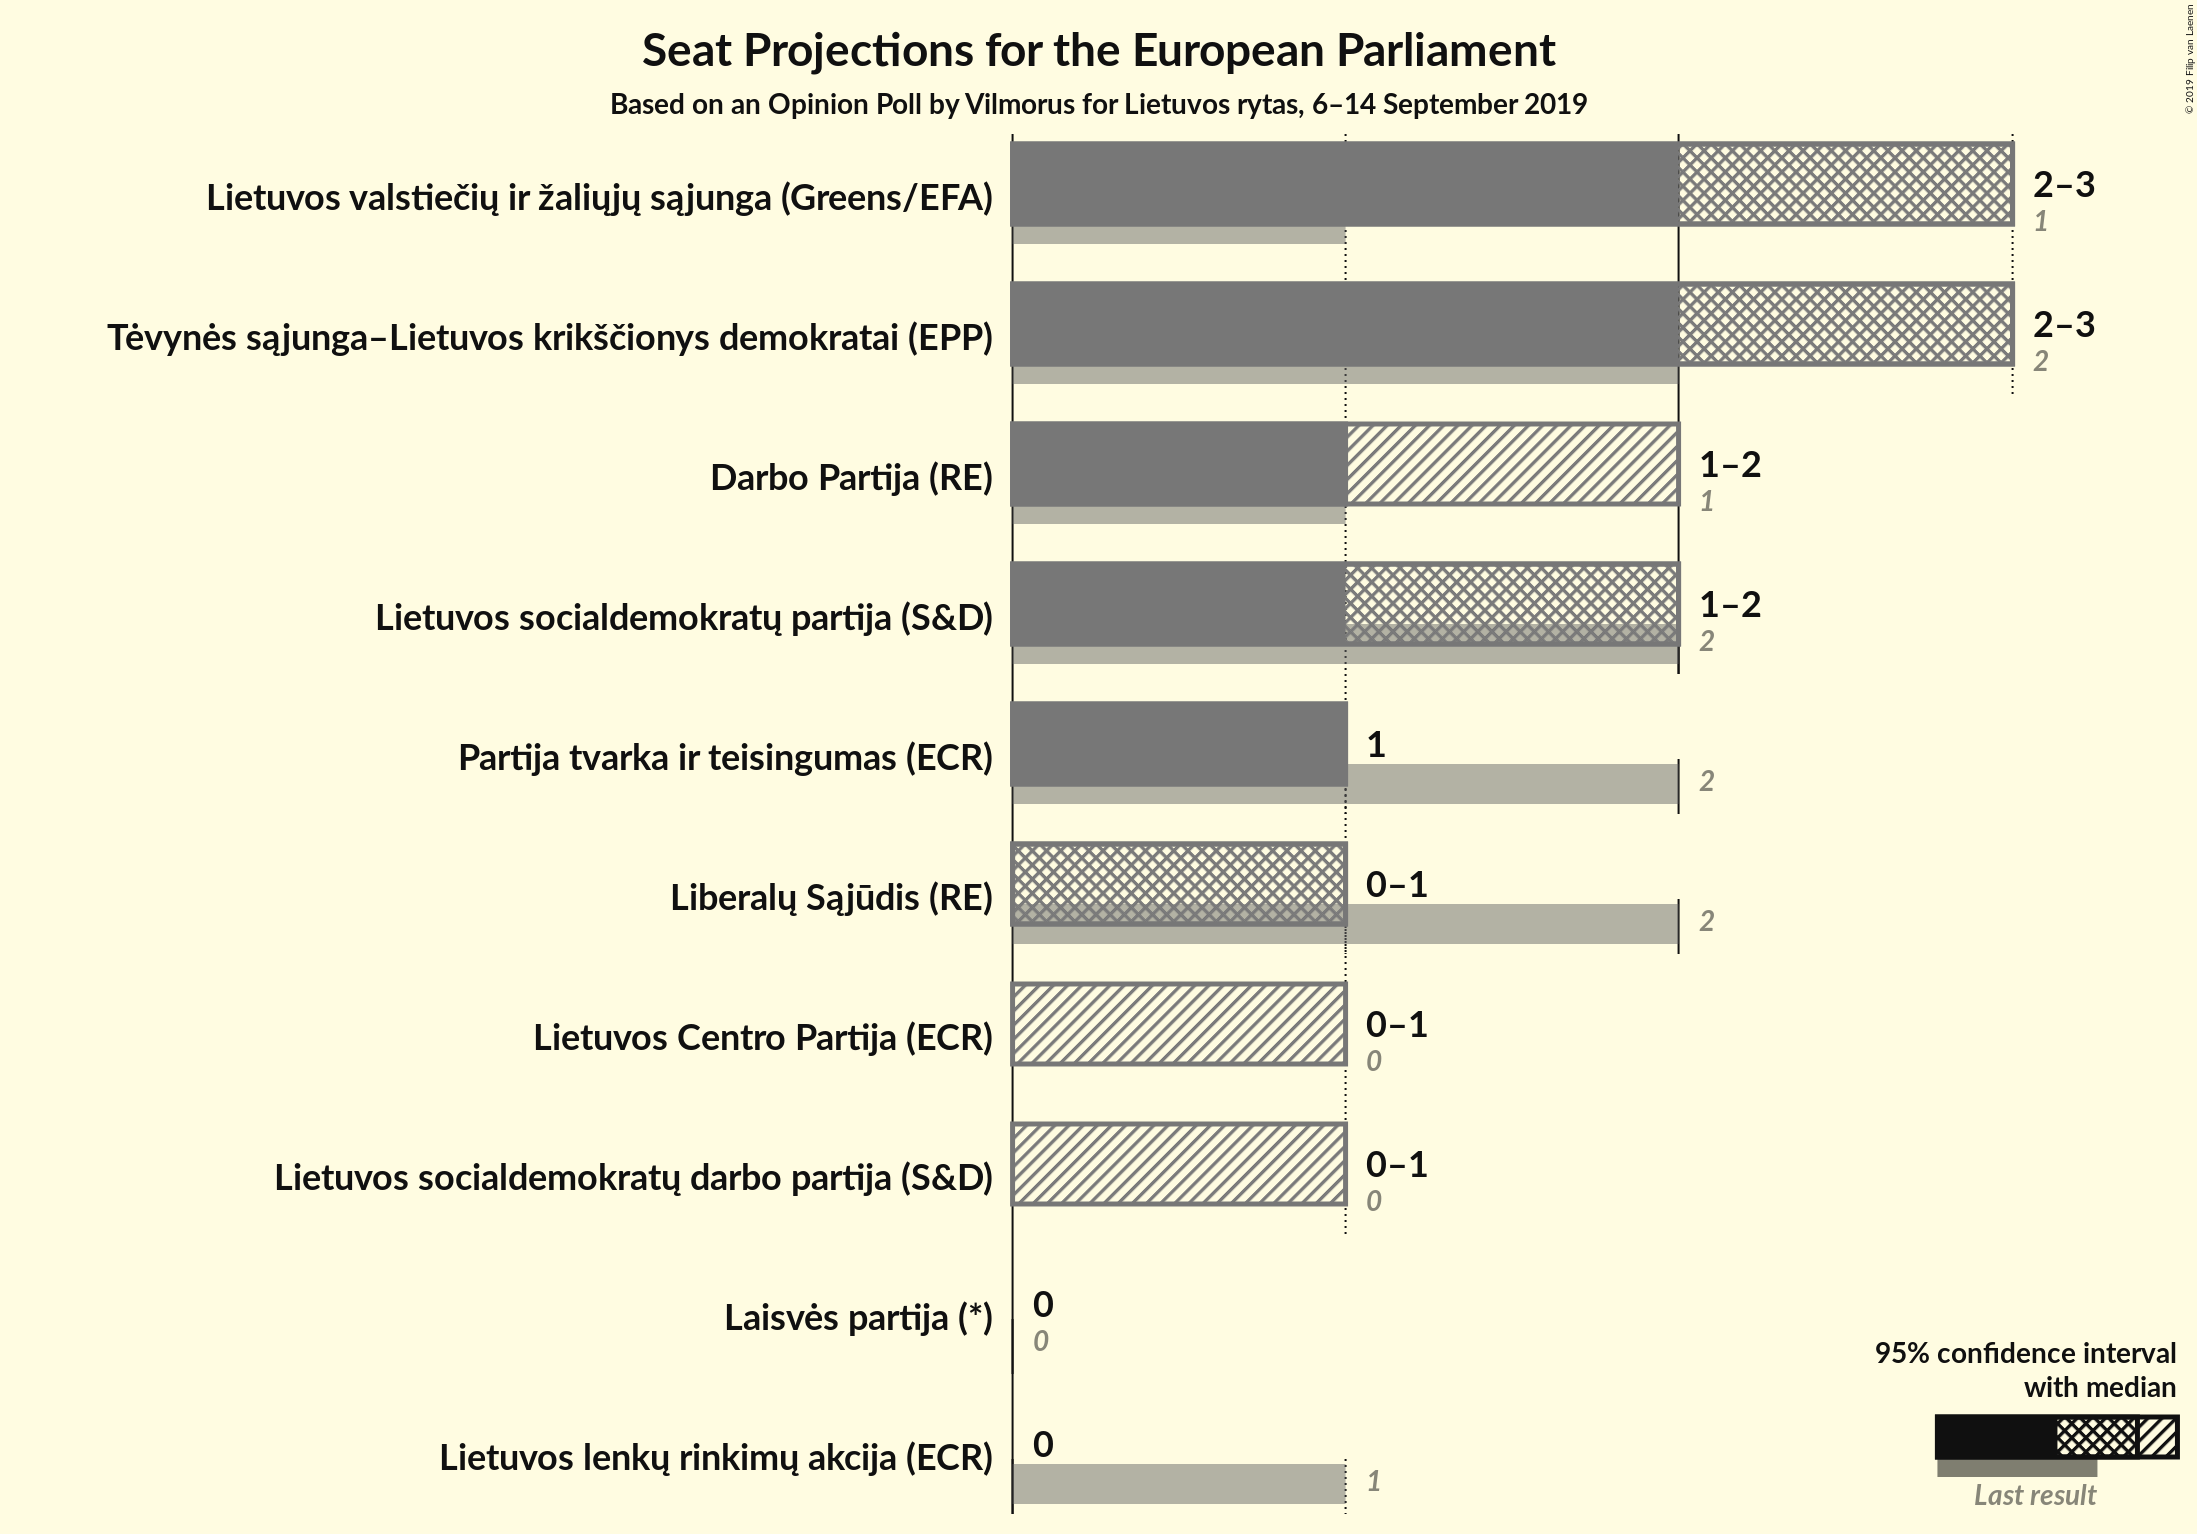 Seat Projections for the European Parliament
Based on an Opinion Poll by Vilmorus for Lietuvos rytas, 6–14 September 2019
© 2019 Filip van Laenen
Lietuvos valstiečių ir žaliųjų sąjunga (Greens/EFA)
2–3
1
Tėvynės sąjunga–Lietuvos krikščionys demokratai (EPP)
2–3
2
Darbo Partija (RE)
1–2
1
Lietuvos socialdemokratų partija (S&D)
1–2
2
Partija tvarka ir teisingumas (ECR)
1
2
Liberalų Sąjūdis (RE)
0–1
2
Lietuvos Centro Partija (ECR)
0–1
0
Lietuvos socialdemokratų darbo partija (S&D)
0–1
0
Laisvės partija (*)
0
0
Lietuvos lenkų rinkimų akcija (ECR)
0
1
95% confidence interval
with median
Last result